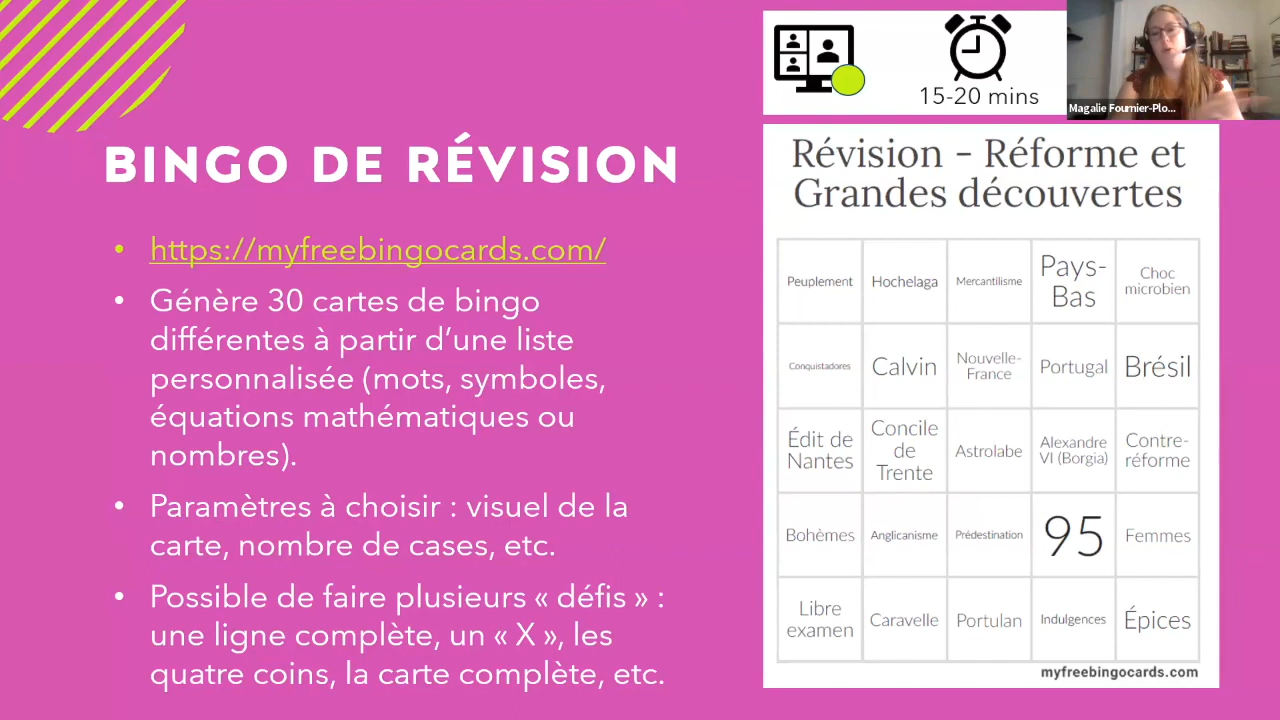 15-20 mins
Magalie Fournier-Plo...
BINGO DE RÉVISION
https://myfreebingocards.com/
Génère 30 cartes de bingo
différentes à partir d’une liste
personnalisée (mots, symboles,
équations mathématiques ou
nombres).
Paramètres à choisir : visuel de la
carte, nombre de cases, etc.
Possible de faire plusieurs « défis » :
une ligne complète, un « X », les
quatre coins, la carte complète, etc.
Révision - Réforme et
Grandes découvertes
Peuplement
Hochelaga
Mercantilisme
Pays-
Bas
Choc
microbien
Conquistadores
Calvin
Nouvelle-
France
Portugal
Brésil
Édit de
Nantes
Concile
de
Trente
Astrolabe
Alexandre
VI (Borgia)
Contre-
réforme
Bohèmes
Anglicanisme
Prédestination
95
Femmes
Libre
examen
Caravelle
Portulan
Indulgences
Épices
myfreebingocards.com